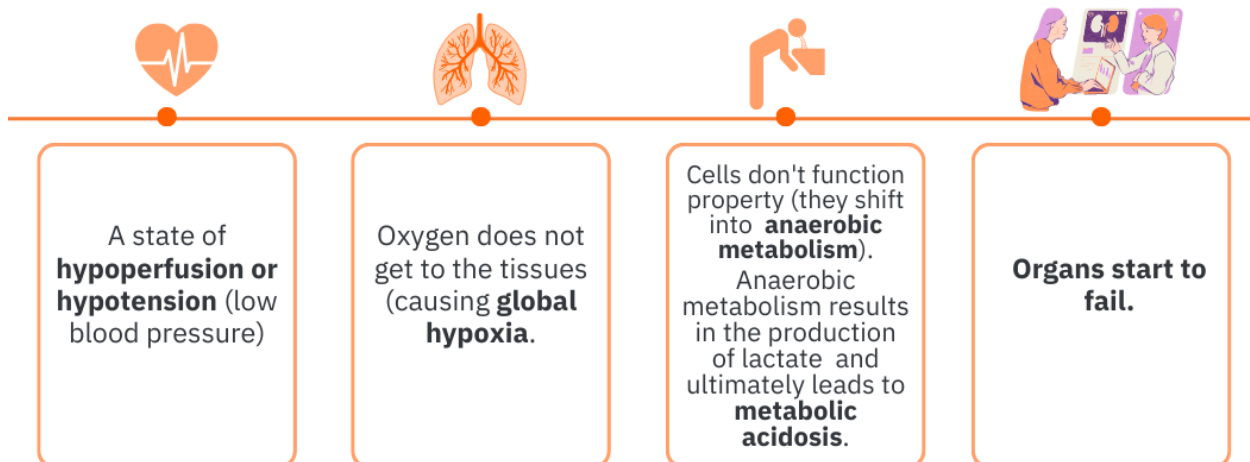 A state of
hypoperfusion or
hypotension (low
blood pressure)
Oxygen does not
get to the tissues
(causing global
hypoxia.
Cells don't function
property (they shift
into anaerobic
metabolism).
Anaerobic
metabolism results
in the production
of lactate and
ultimately leads to
metabolic
acidosis.
Organs start to
fail.